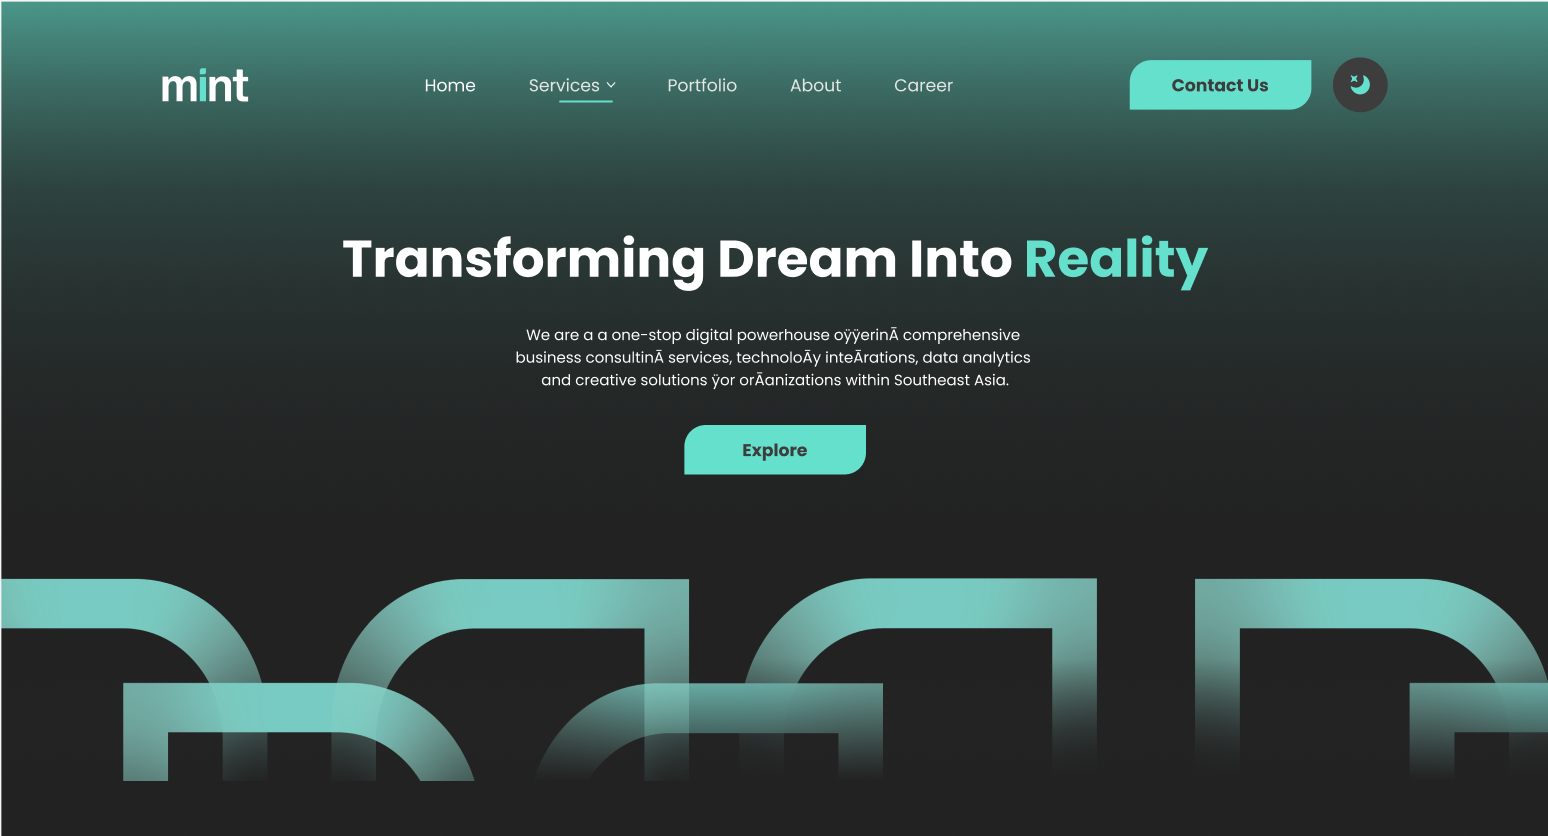 mint
Home Services Portfolio About Career Contact Us
Transforming Dream Into Reality
We are a a one-stop digital powerhouse oÿÿerinĀ comprehensive
business consultinĀ services, technoloĀy inteĀrations, data analytics
and creative solutions ÿor orĀanizations within Southeast Asia.
Explore